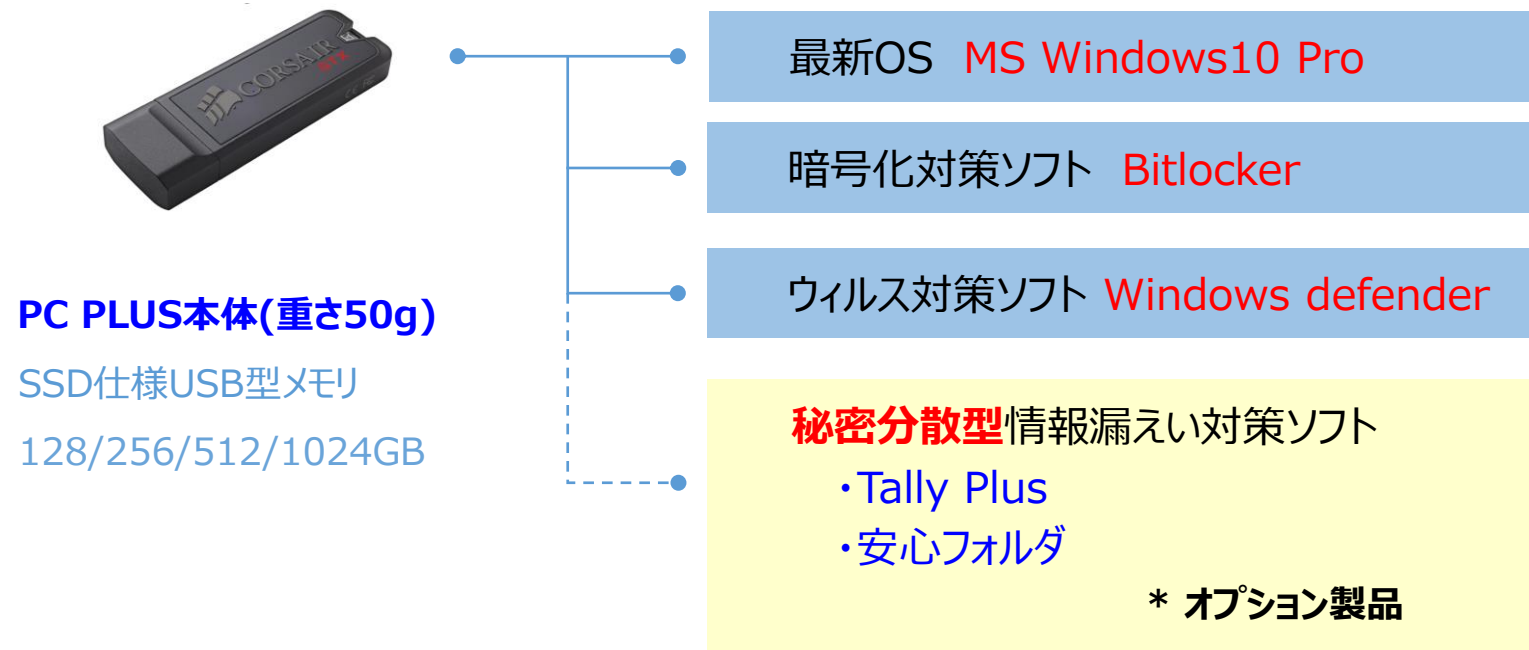 CORSAIR
PC PLUS本体(重さ50g)
SSD仕様USB型メモリ
128/256/512/1024GB
最新OS MS Windows10 Pro
暗号化対策ソフト Bitlocker
ウィルス対策ソフト Windows defender
秘密分散型情報漏えい対策ソフト
・Tally Plus
・安心フォルダ
* オプション製品